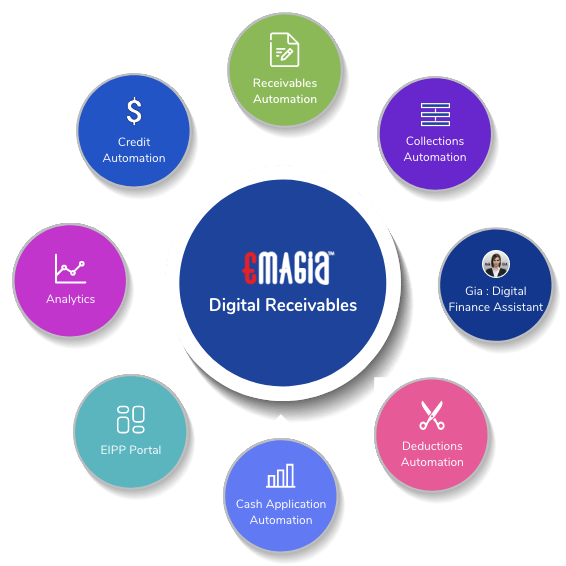 Receivables
Automation
Credit
Automation
Collections
Automation
EMAGIA™
Digital Receivables
Analytics
Gia : Digital
Finance Assistant
EIPP Portal
Deductions
Automation
Cash Application
Automation